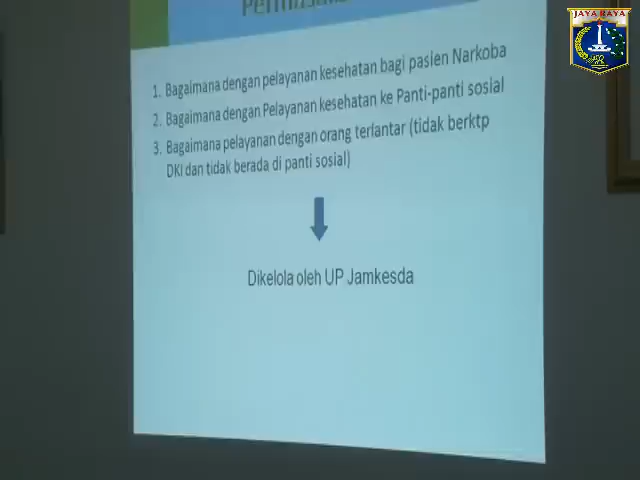 JAYA RAYA
1. Bagaimana dengan pelayanan kesehatan bagi pasien Narkoba
2. Bagaimana dengan Pelayanan kesehatan ke Panti-panti sosial
3. Bagaimana pelayanan dengan orang terlantar (tidak berktp
DKI dan tidak berada di panti sosial)
Dikelola oleh UP Jamkesda